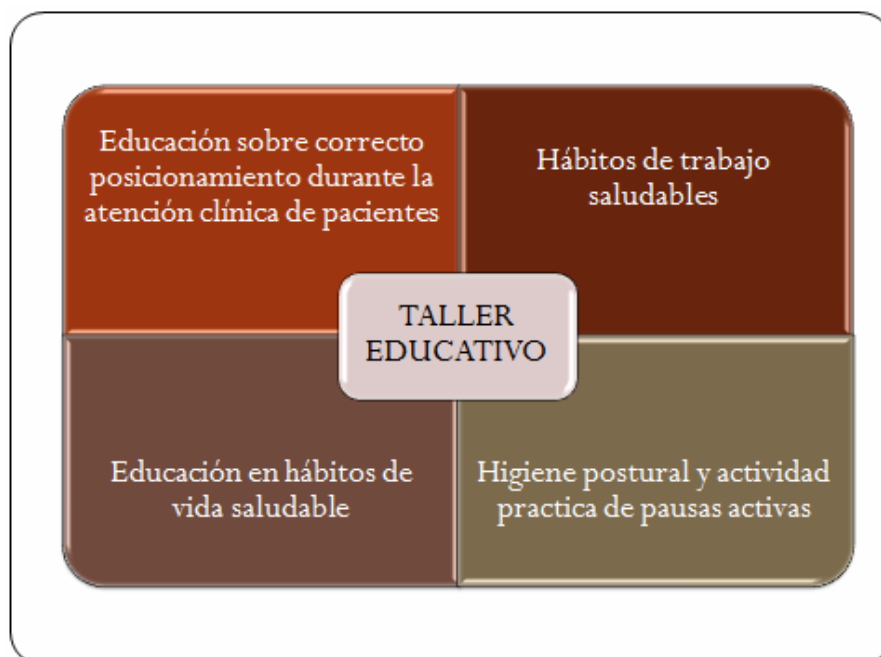 Educación sobre correcto
posicionamiento durante la
atención clínica de pacientes
Hábitos de trabajo
saludables
TALLER
EDUCATIVO
Educación en hábitos de
vida saludable
Higiene postural y actividad
practica de pausas activas